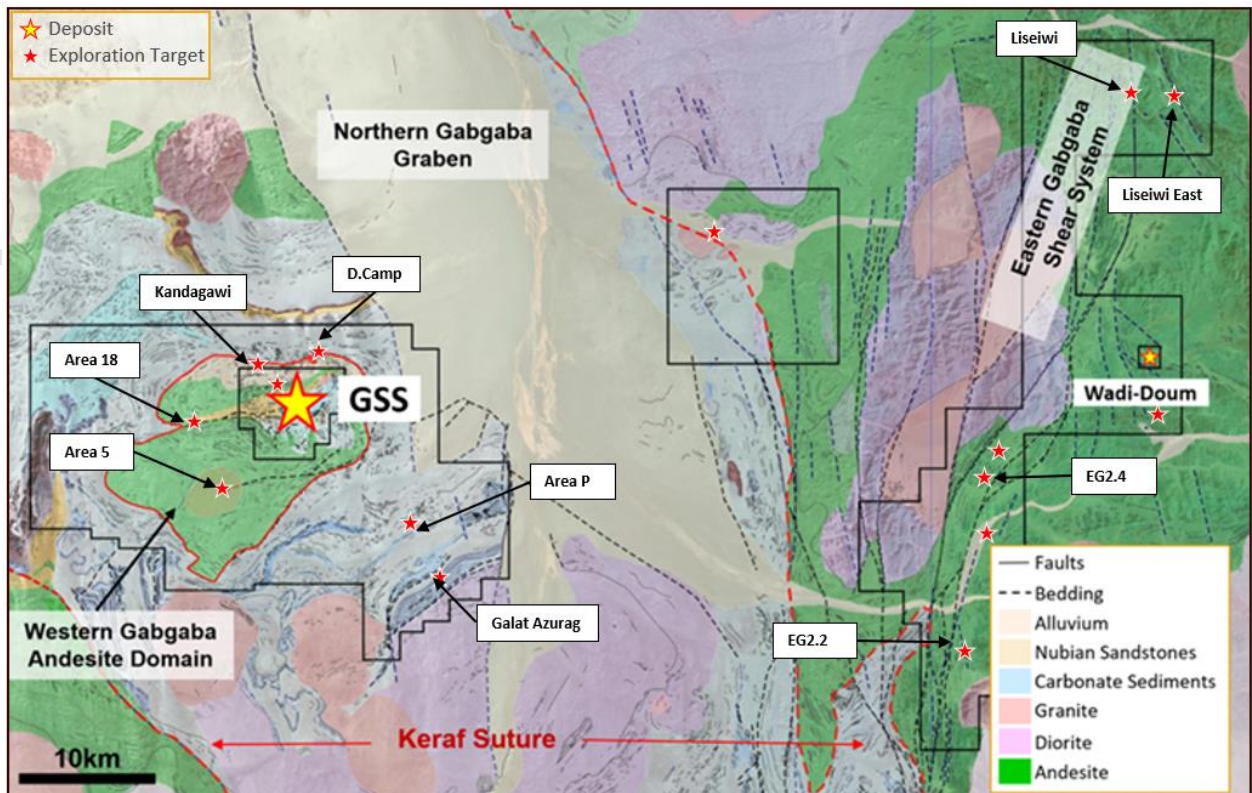 Deposit
Exploration Target
Liseiwi
Northern Gabgaba
Graben
Eastern Gabgaba
Shear System
Liseiwi East
D.Camp
Kandagawi
Area 18
GSS
Wadi-Doum
Area 5
Area P
EG2.4
Galat Azurag
Western Gabgaba
Andesite Domain
EG2.2
Keraf Suture
10km
Faults
Bedding
Alluvium
Nubian Sandstones
Carbonate Sediments
Granite
Diorite
Andesite